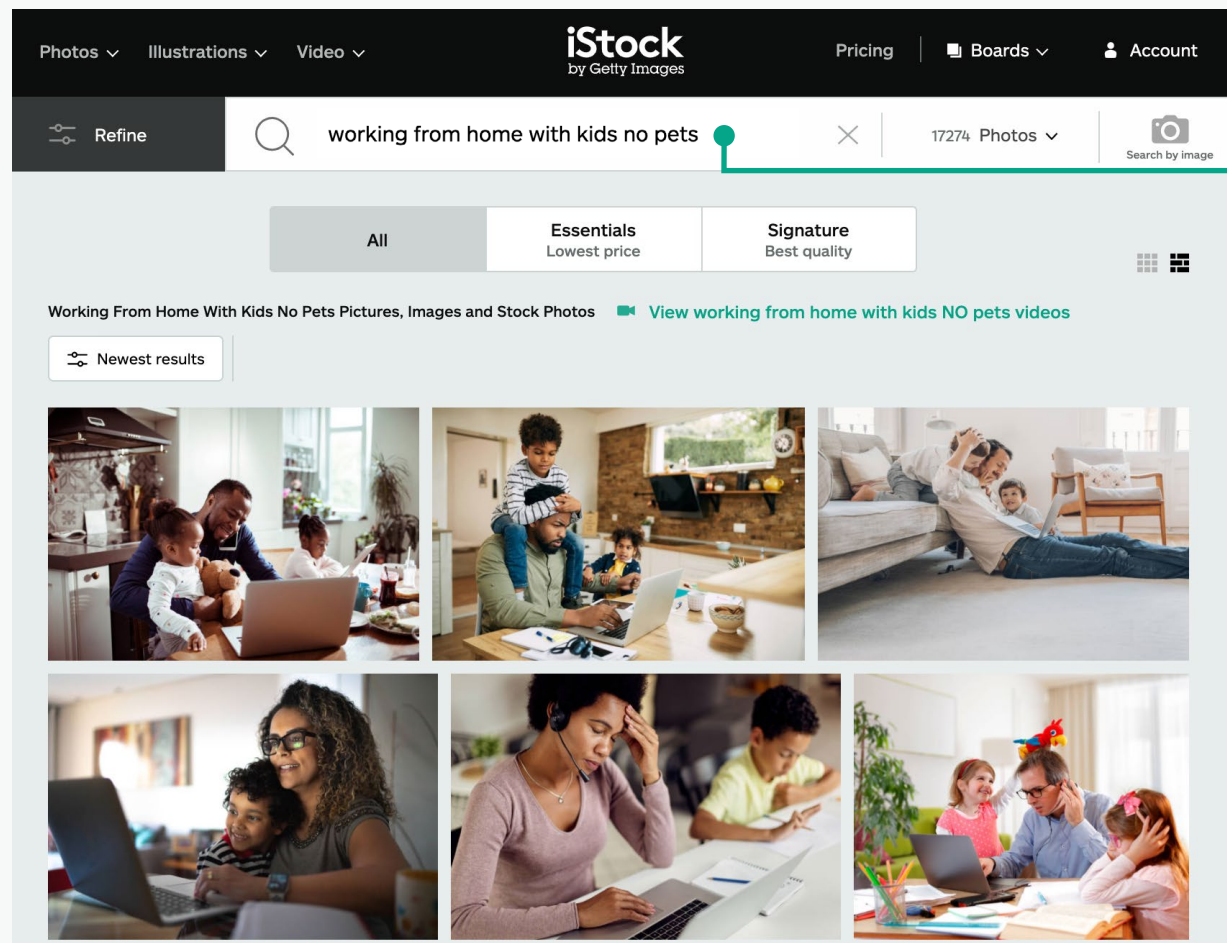 Photos
Illustrations
Video
iStock
by Getty Images
Pricing
Boards
Account
Refine
working from home with kids no pets
17274 Photos
Search by image
All
Essentials
Lowest price
Signature
Best quality
Working From Home With Kids No Pets Pictures, Images and Stock Photos
View working from home with kids NO pets videos
Newest results